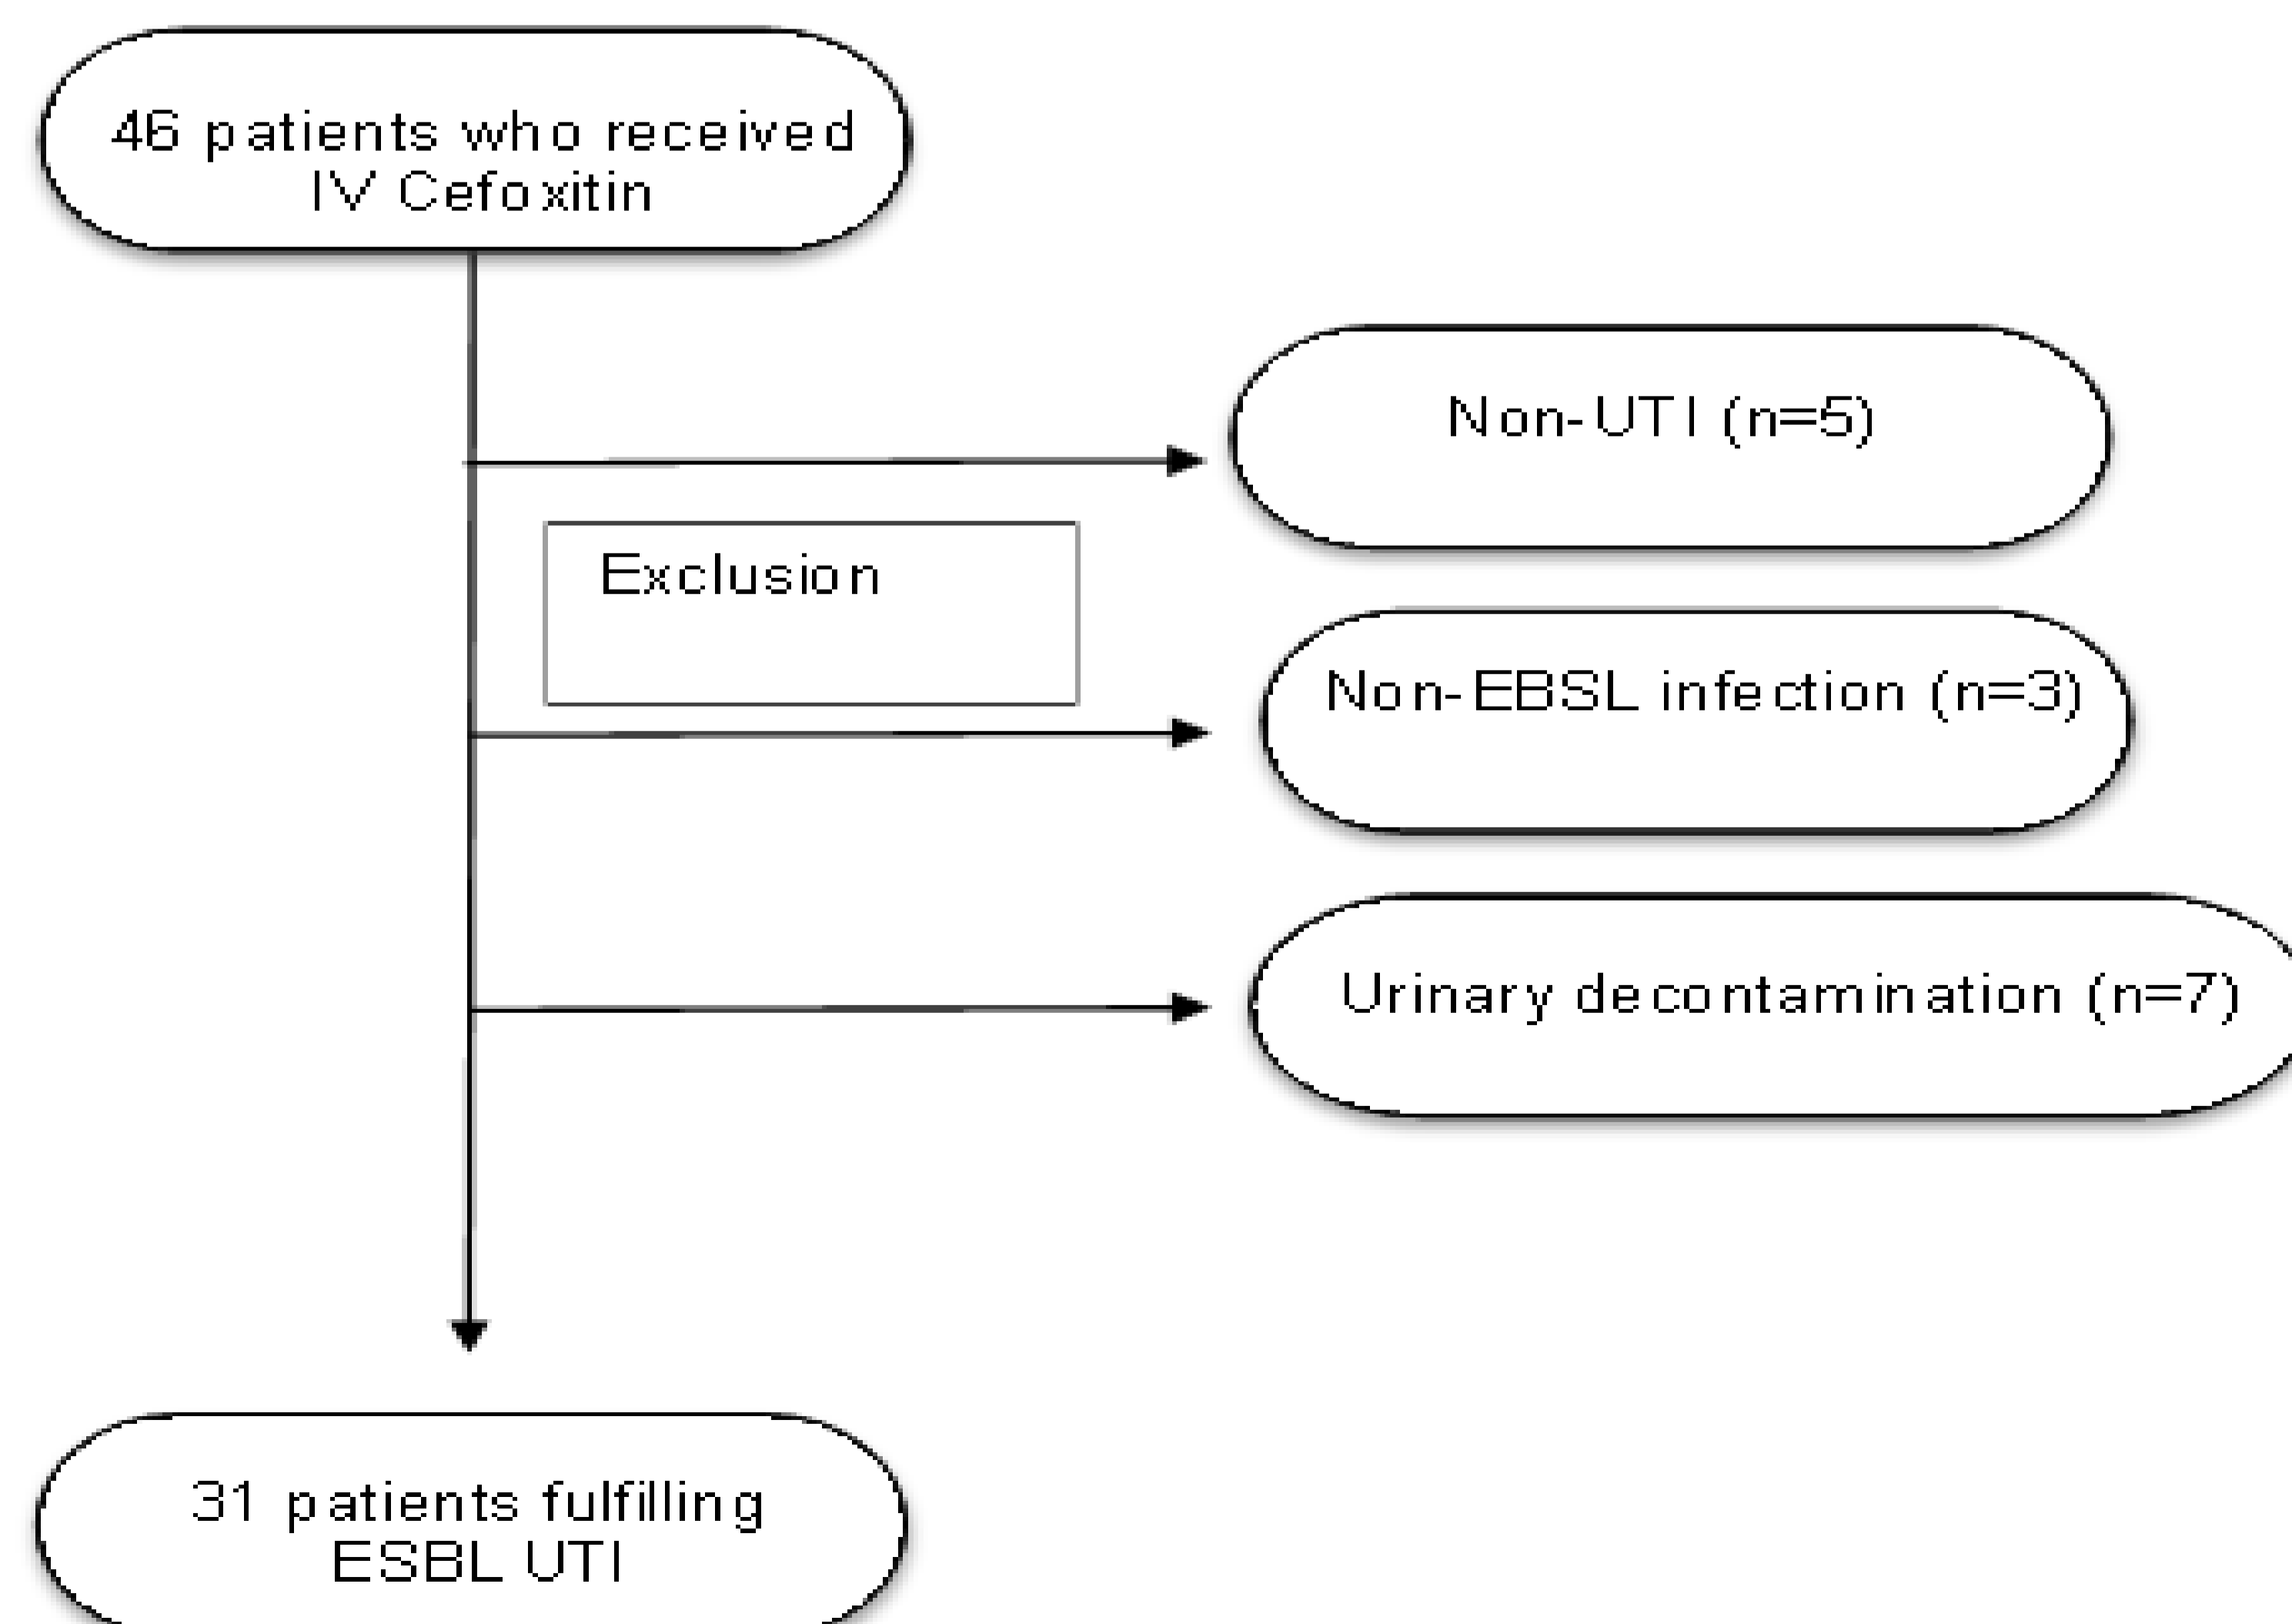 46 patients who received
IV Cefoxitin
Non-UTI (n=5)
Exclusion
Non-EBSL infection (n=3)
Urinary decontamination (n=7)
31 patients fulfilling
ESBL UTI